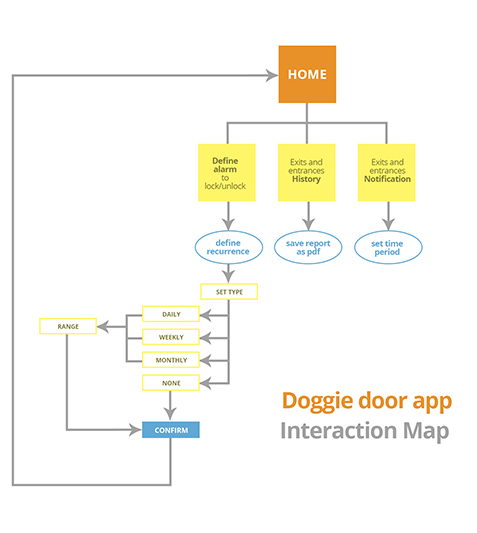 HOME
Define
alarm
to
lock/unlock
Exits and
entrances
History
Exits and
entrances
Notification
define
recurrence
save report
as pdf
set time
period
SET TYPE
DAILY
RANGE
WEEKLY
MONTHLY
NONE
CONFIRM
Doggie door app
Interaction Map